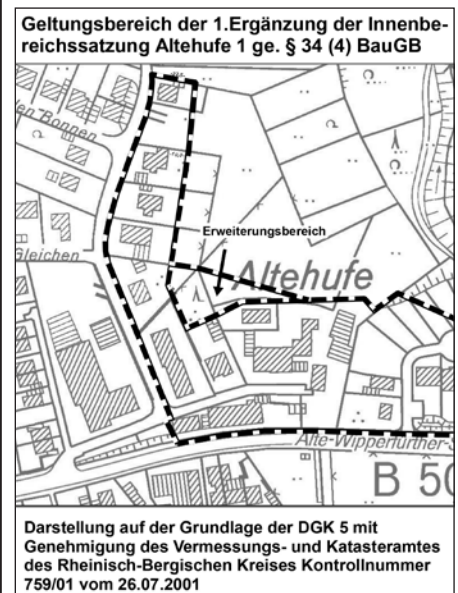 Geltungsbereich der 1.Ergänzung der Innenbe-
reichssatzung Altehufe 1 ge. § 34 (4) BauGB
en Bonnen
Gleichen
Erweiterungsbereich
Altehufe
Alte-Wipperfürther-S
B 50
Darstellung auf der Grundlage der DGK 5 mit
Genehmigung des Vermessungs- und Katasteramtes
des Rheinisch-Bergischen Kreises Kontrollnummer
759/01 vom 26.07.2001